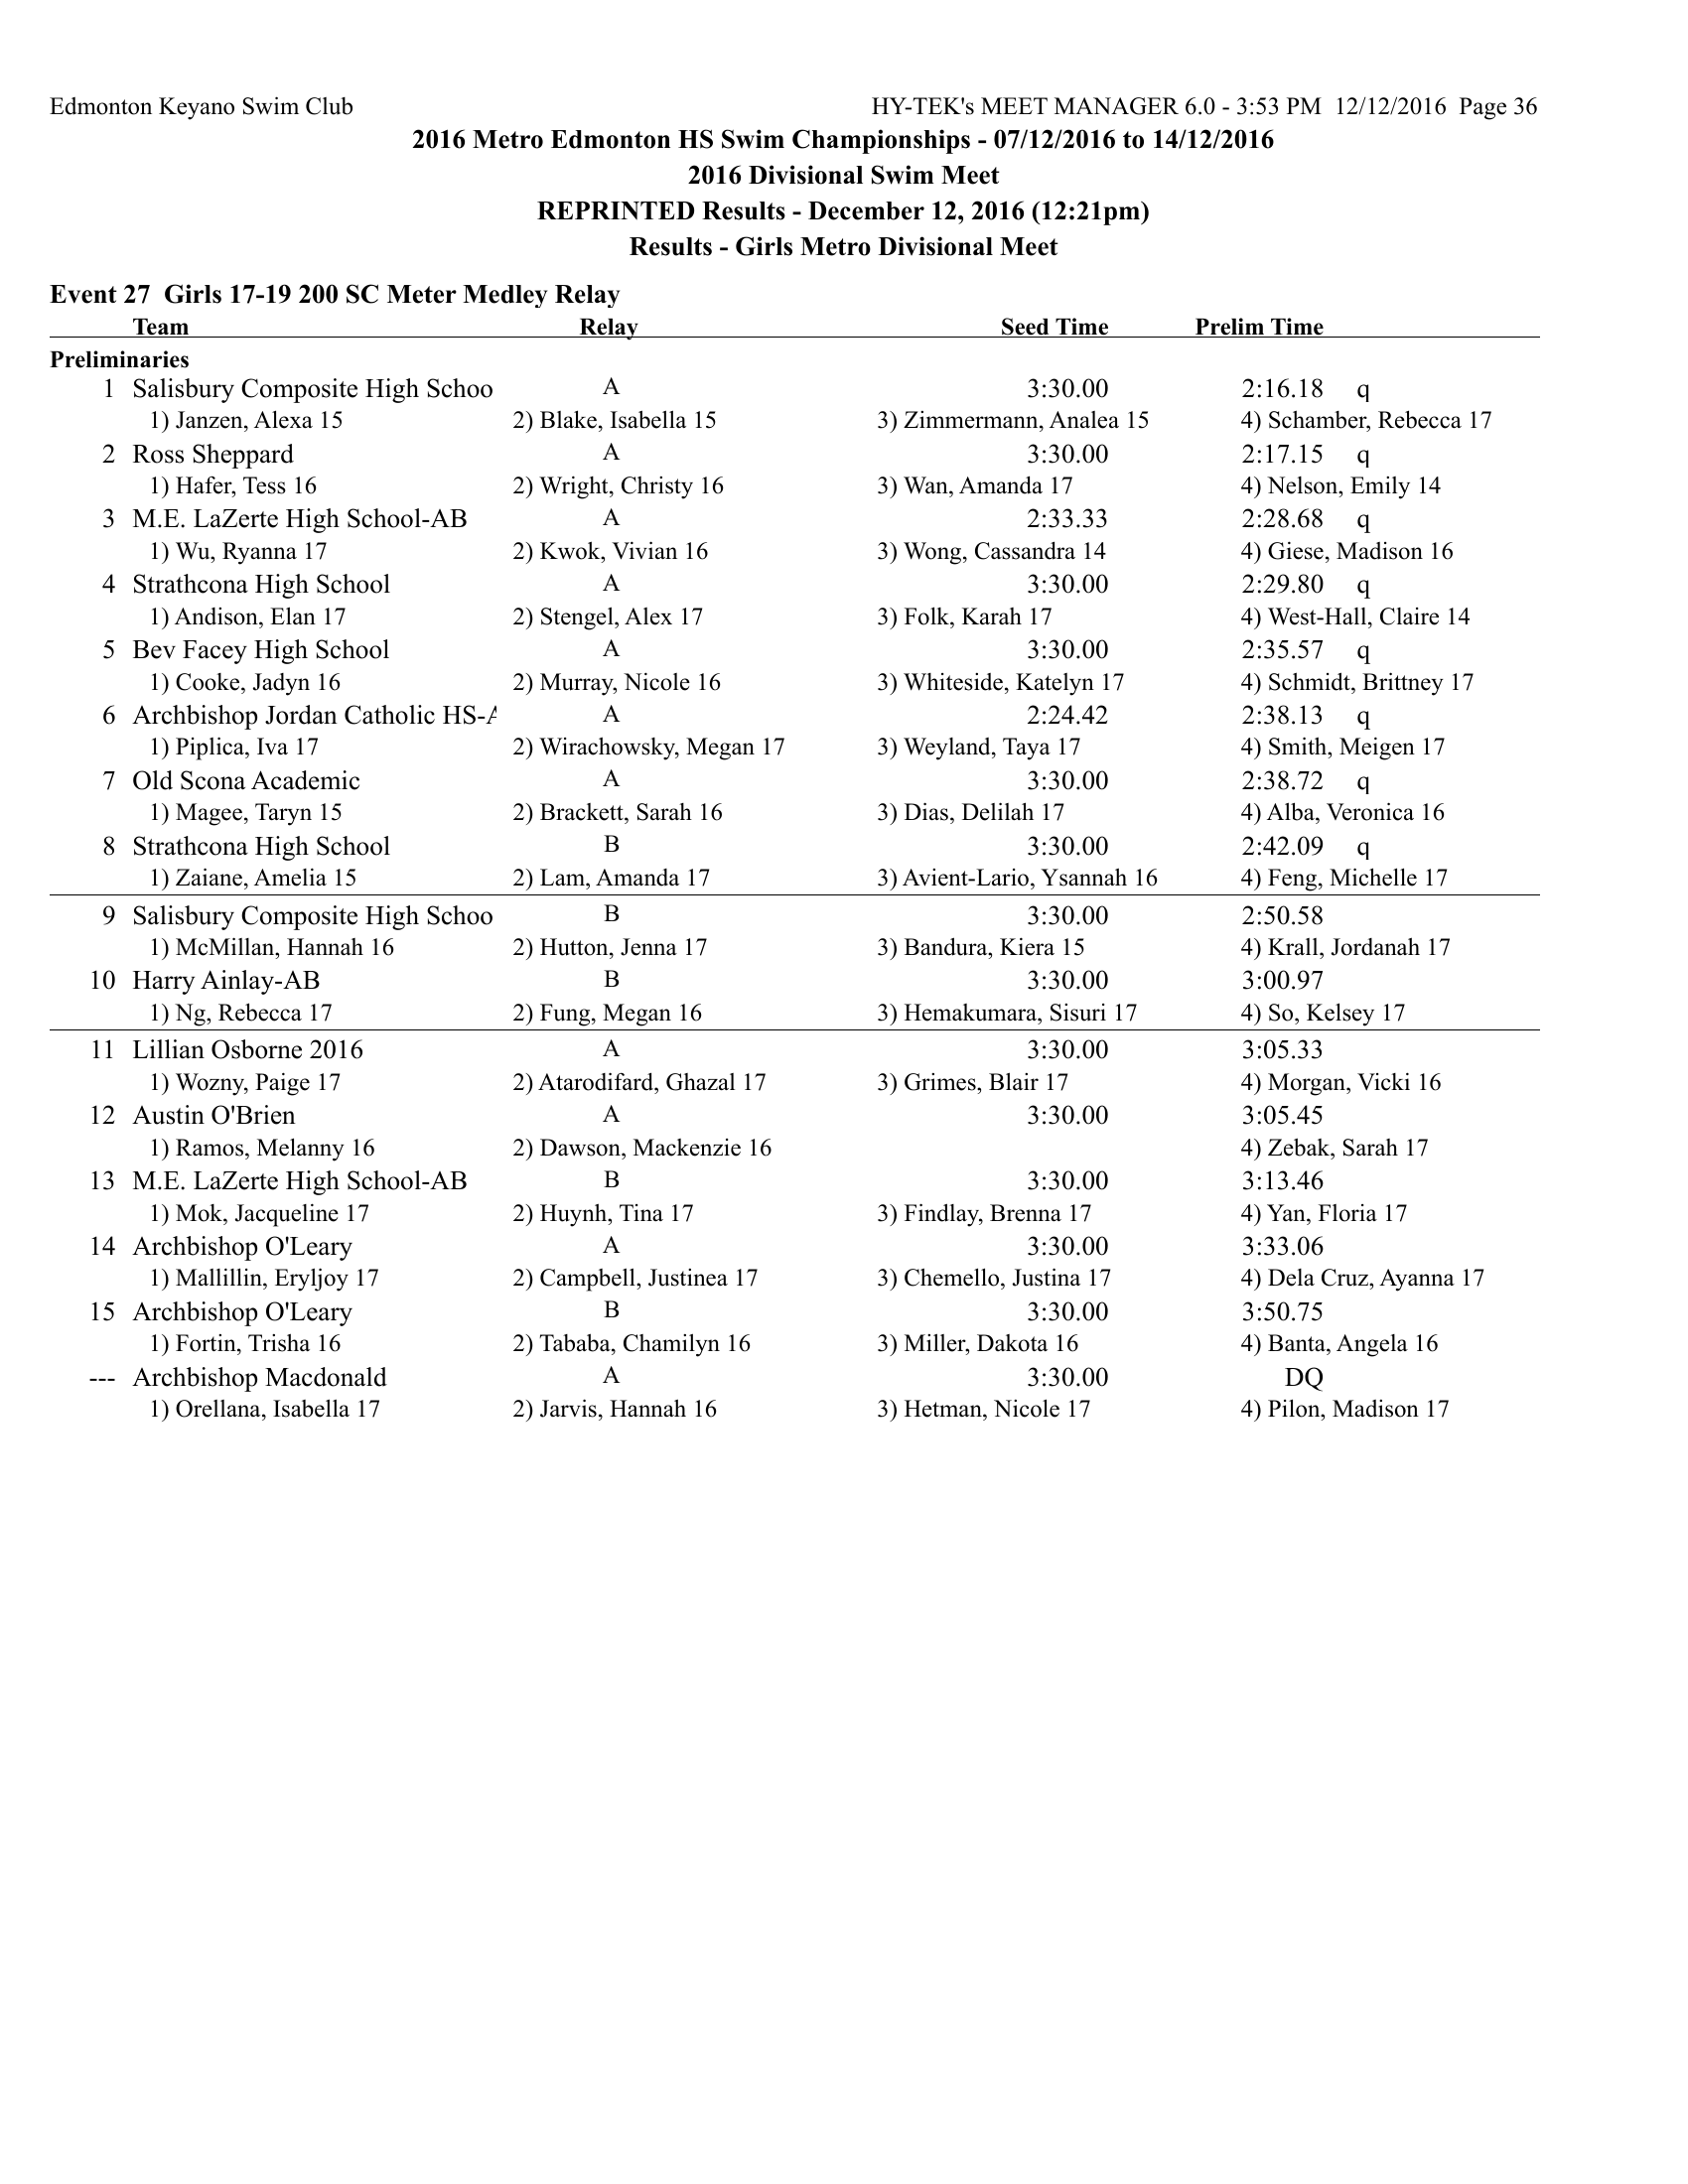 Edmonton Keyano Swim Club HY-TEK's MEET MANAGER 6.0 - 3:53 PM 12/12/2016 Page 36
2016 Metro Edmonton HS Swim Championships - 07/12/2016 to 14/12/2016
2016 Divisional Swim Meet
REPRINTED Results - December 12, 2016 (12:21pm)
Results - Girls Metro Divisional Meet
Event 27 Girls 17-19 200 SC Meter Medley Relay
Team Relay Seed Time Prelim Time
Preliminaries
1 Salisbury Composite High Schoo A 3:30.00 2:16.18 q
1) Janzen, Alexa 15 2) Blake, Isabella 15 3) Zimmermann, Analea 15 4) Schamber, Rebecca 17
2 Ross Sheppard A 3:30.00 2:17.15 q
1) Hafer, Tess 16 2) Wright, Christy 16 3) Wan, Amanda 17 4) Nelson, Emily 14
3 M.E. LaZerte High School-AB A 2:33.33 2:28.68 q
1) Wu, Ryanna 17 2) Kwok, Vivian 16 3) Wong, Cassandra 14 4) Giese, Madison 16
4 Strathcona High School A 3:30.00 2:29.80 q
1) Andison, Elan 17 2) Stengel, Alex 17 3) Folk, Karah 17 4) West-Hall, Claire 14
5 Bev Facey High School A 3:30.00 2:35.57 q
1) Cooke, Jadyn 16 2) Murray, Nicole 16 3) Whiteside, Katelyn 17 4) Schmidt, Brittney 17
6 Archbishop Jordan Catholic HS-A A 2:24.42 2:38.13 q
1) Piplica, Iva 17 2) Wirachowsky, Megan 17 3) Weyland, Taya 17 4) Smith, Meigen 17
7 Old Scona Academic A 3:30.00 2:38.72 q
1) Magee, Taryn 15 2) Brackett, Sarah 16 3) Dias, Delilah 17 4) Alba, Veronica 16
8 Strathcona High School B 3:30.00 2:42.09 q
1) Zaiane, Amelia 15 2) Lam, Amanda 17 3) Avient-Lario, Ysannah 16 4) Feng, Michelle 17
9 Salisbury Composite High Schoo B 3:30.00 2:50.58
1) McMillan, Hannah 16 2) Hutton, Jenna 17 3) Bandura, Kiera 15 4) Krall, Jordanah 17
10 Harry Ainlay-AB B 3:30.00 3:00.97
1) Ng, Rebecca 17 2) Fung, Megan 16 3) Hemakumara, Sisuri 17 4) So, Kelsey 17
11 Lillian Osborne 2016 A 3:30.00 3:05.33
1) Wozny, Paige 17 2) Atarodifard, Ghazal 17 3) Grimes, Blair 17 4) Morgan, Vicki 16
12 Austin O'Brien A 3:30.00 3:05.45
1) Ramos, Melanny 16 2) Dawson, Mackenzie 16 4) Zebak, Sarah 17
13 M.E. LaZerte High School-AB B 3:30.00 3:13.46
1) Mok, Jacqueline 17 2) Huynh, Tina 17 3) Findlay, Brenna 17 4) Yan, Floria 17
14 Archbishop O'Leary A 3:30.00 3:33.06
1) Mallillin, Eryljoy 17 2) Campbell, Justinea 17 3) Chemello, Justina 17 4) Dela Cruz, Ayanna 17
15 Archbishop O'Leary B 3:30.00 3:50.75
1) Fortin, Trisha 16 2) Tababa, Chamilyn 16 3) Miller, Dakota 16 4) Banta, Angela 16
--- Archbishop Macdonald A 3:30.00 DQ
1) Orellana, Isabella 17 2) Jarvis, Hannah 16 3) Hetman, Nicole 17 4) Pilon, Madison 17